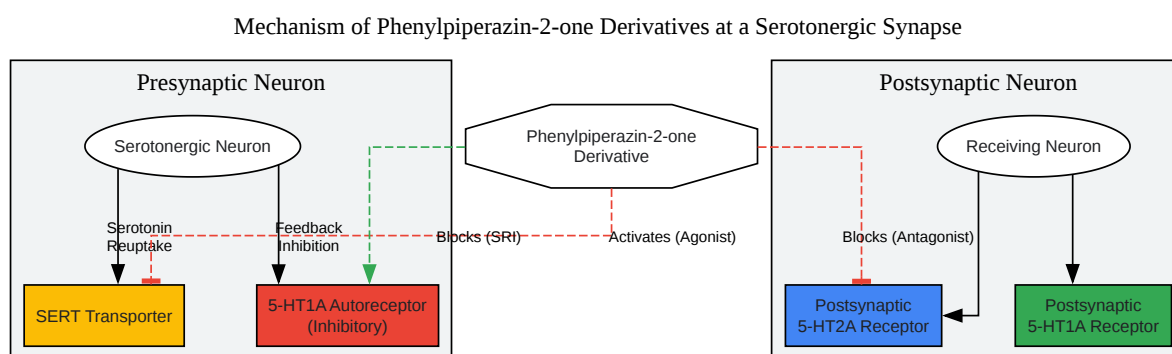 Mechanism of Phenylpiperazin-2-one Derivatives at a Serotonergic Synapse
Presynaptic Neuron
Postsynaptic Neuron
Serotonergic Neuron
Phenylpiperazin-2-one
Derivative
Receiving Neuron
Serotonin
Reuptake
Feedback
Inhibition
Blocks (SRI)
Activates (Agonist)
Blocks (Antagonist)
SERT Transporter
5-HT1A Autoreceptor
(Inhibitory)
Postsynaptic
5-HT2A Receptor
Postsynaptic
5-HT1A Receptor